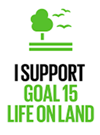 I SUPPORT
GOAL 15
LIFE ON LAND